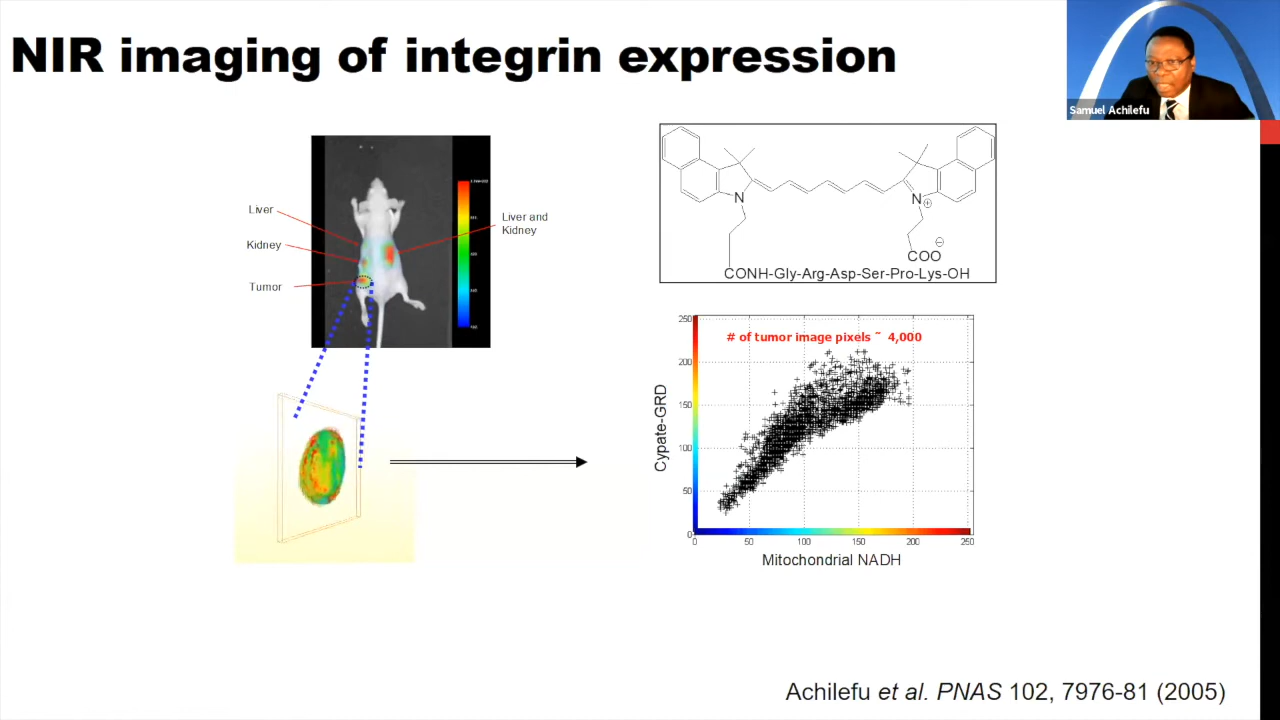 NIR imaging of integrin expression
Samuel Achilefu
Liver
Kidney
Tumor
Liver and
Kidney
N
N
⊕
⊖
COO
CONH-Gly-Arg-Asp-Ser-Pro-Lys-OH
# of tumor image pixels ~ 4,000
Cypate-GRD
250
200
150
100
50
0
0 50 100 150 200 250
Mitochondrial NADH
Achilefu et al. PNAS 102, 7976-81 (2005)